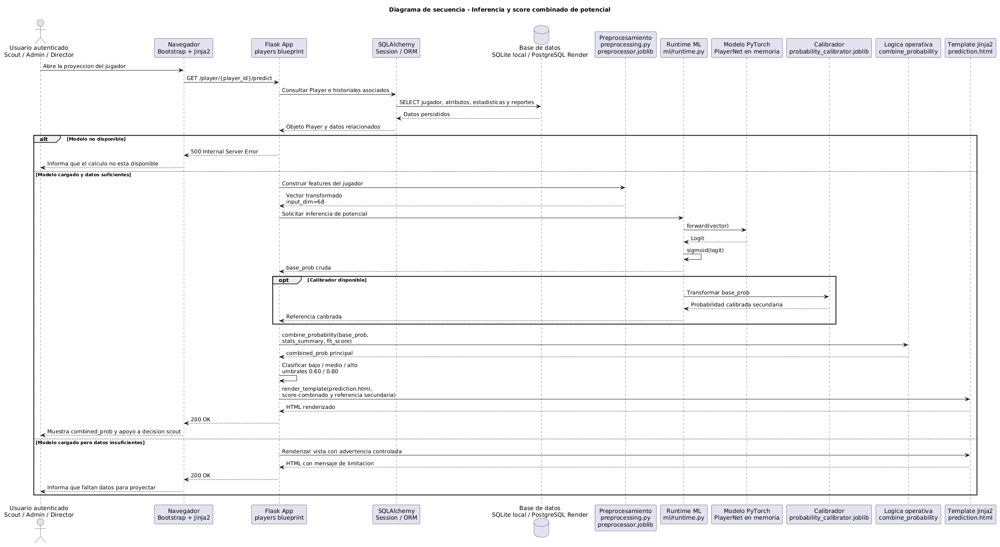 Diagrama de secuencia - Inferencia y score combinado de potencial
Usuario autenticado
Scout / Admin / Director
Navegador
Bootstrap + Jinja2
Flask App
players blueprint
SQLAlchemy
Session / ORM
Base de datos
SQLite local / PostgreSQL Render
Preprocesamiento
preprocessing.py
preprocessor.joblib
Runtime ML
ml/runtime.py
Modelo PyTorch
PlayerNet en memoria
Calibrador
probability_calibrator.joblib
Logica operativa
combine_probability
Template Jinja2
prediction.html
Abre la proyeccion del jugador
GET /player/{player_id}/predict
Consultar Player e historiales asociados
SELECT jugador, atributos, estadisticas y reportes
Datos persistidos
Objeto Player y datos relacionados
alt
[Modelo no disponible]
500 Internal Server Error
Informa que el calculo no esta disponible
[Modelo cargado y datos suficientes]
Construir features del jugador
Vector transformado
input_dim=68
Solicitar inferencia de potencial
forward(vector)
Logit
sigmoid(logit)
base_prob cruda
opt
[Calibrador disponible]
Transformar base_prob
Probabilidad calibrada secundaria
Referencia calibrada
combine_probability(base_prob,
stats_summary, fit_score)
combined_prob principal
Clasificar bajo / medio / alto
umbrales 0.60 / 0.80
render_template(prediction.html,
score combinado y referencia secundaria)
HTML renderizado
200 OK
Muestra combined_prob y apoyo a decision scout
[Modelo cargado pero datos insuficientes]
Renderizar vista con advertencia controlada
HTML con mensaje de limitacion
200 OK
Informa que faltan datos para proyectar
Usuario autenticado
Scout / Admin / Director
Navegador
Bootstrap + Jinja2
Flask App
players blueprint
SQLAlchemy
Session / ORM
Base de datos
SQLite local / PostgreSQL Render
Preprocesamiento
preprocessing.py
preprocessor.joblib
Runtime ML
ml/runtime.py
Modelo PyTorch
PlayerNet en memoria
Calibrador
probability_calibrator.joblib
Logica operativa
combine_probability
Template Jinja2
prediction.html